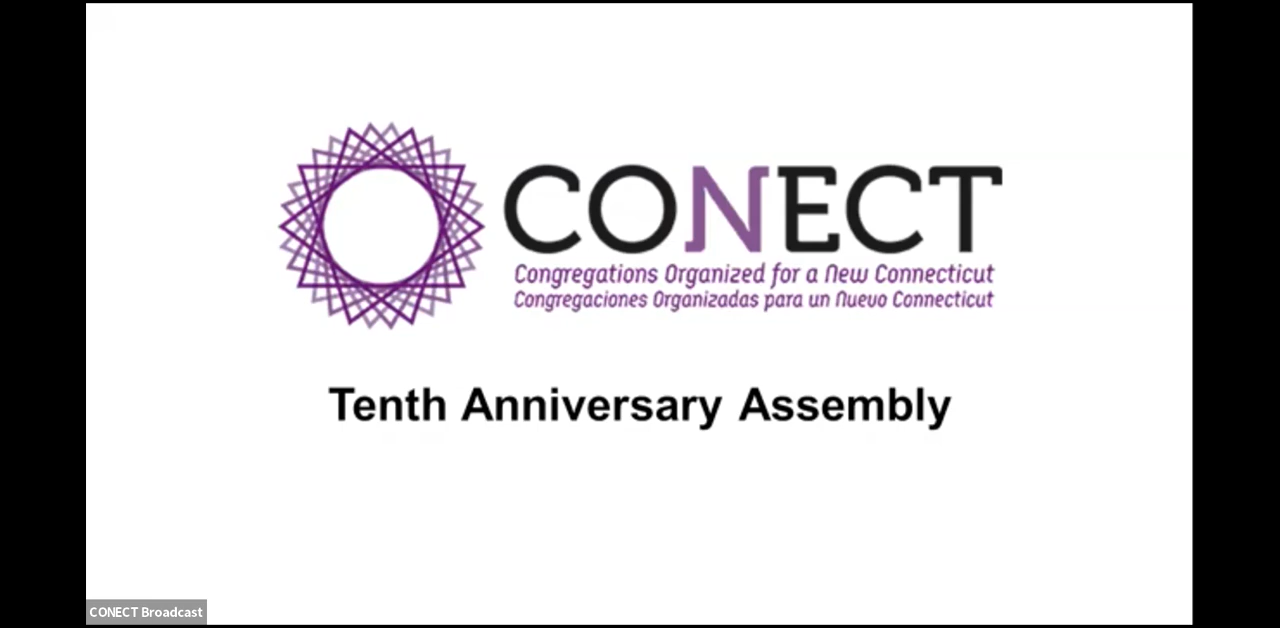 CONECT
Congregations Organized for a New Connecticut
Congregaciones Organizadas para un Nuevo Connecticut
Tenth Anniversary Assembly
CONECT Broadcast